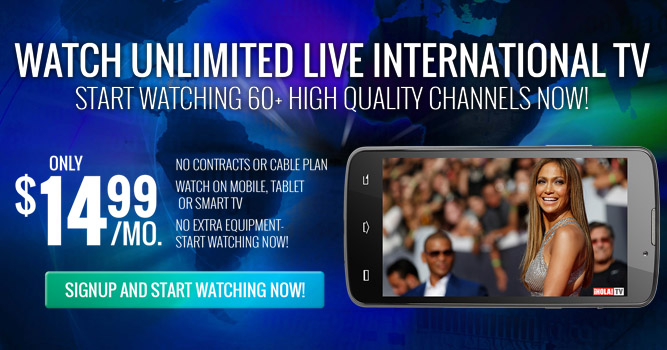 WATCH UNLIMITED LIVE INTERNATIONAL TV
START WATCHING 60+ HIGH QUALITY CHANNELS NOW!
ONLY
$14.99
/MO.
NO CONTRACTS OR CABLE PLAN
WATCH ON MOBILE, TABLET
OR SMART TV
NO EXTRA EQUIPMENT-
START WATCHING NOW!
SIGNUP AND START WATCHING NOW!
¡HOLA! TV